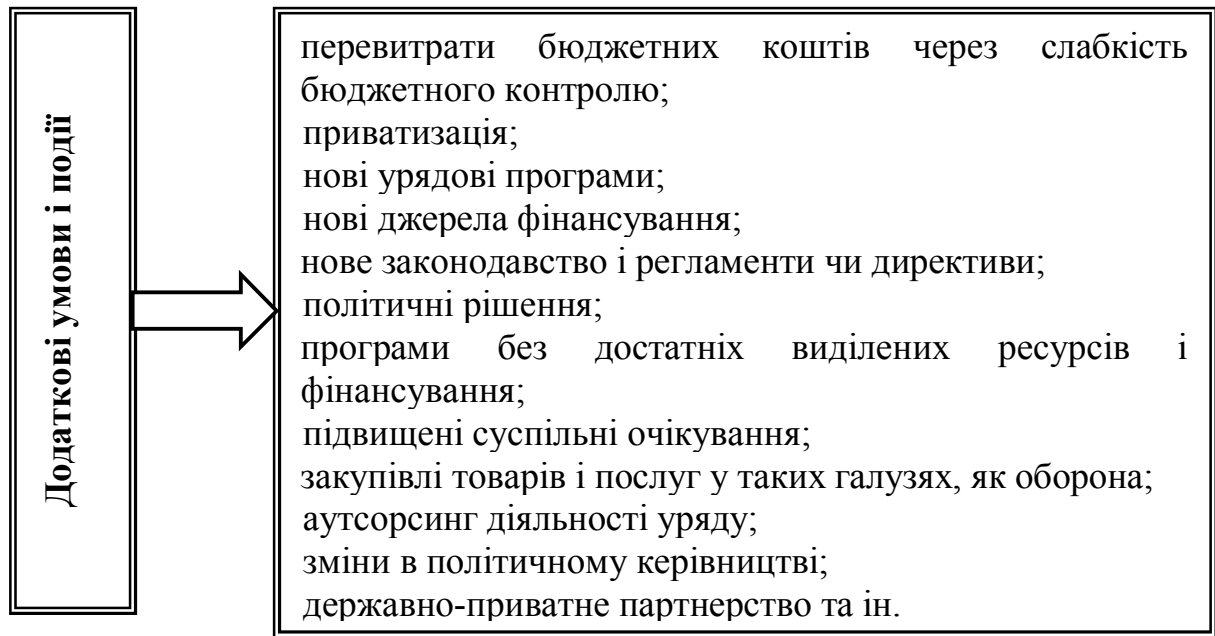 Додаткові умови і події
перевитрати бюджетних коштів через слабкість
бюджетного контролю;
приватизація;
нові урядові програми;
нові джерела фінансування;
нове законодавство і регламенти чи директиви;
політичні рішення;
програми без достатніх виділених ресурсів і
фінансування;
підвищені суспільні очікування;
закупівлі товарів і послуг у таких галузях, як оборона;
аутсорсинг діяльності уряду;
зміни в політичному керівництві;
державно-приватне партнерство та ін.